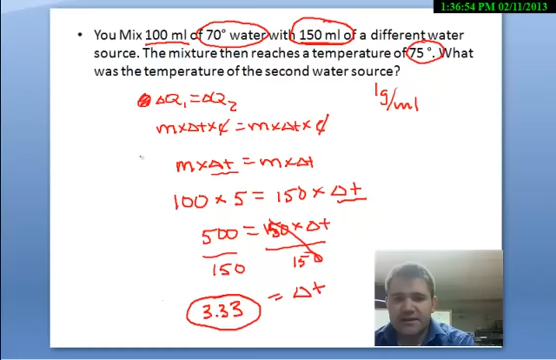 1:36:54 PM 02/11/2013
• You Mix 100 ml of 70° water with 150 ml of a different water
source. The mixture then reaches a temperature of 75 °. What
was the temperature of the second water source?
1g/ml
ΔQ₁=ΔQ₂
m×Δt×c=m×Δt×c
m×Δt=m×Δt
100×5=150×Δt
500=150×Δt
150 150
3.33=Δt